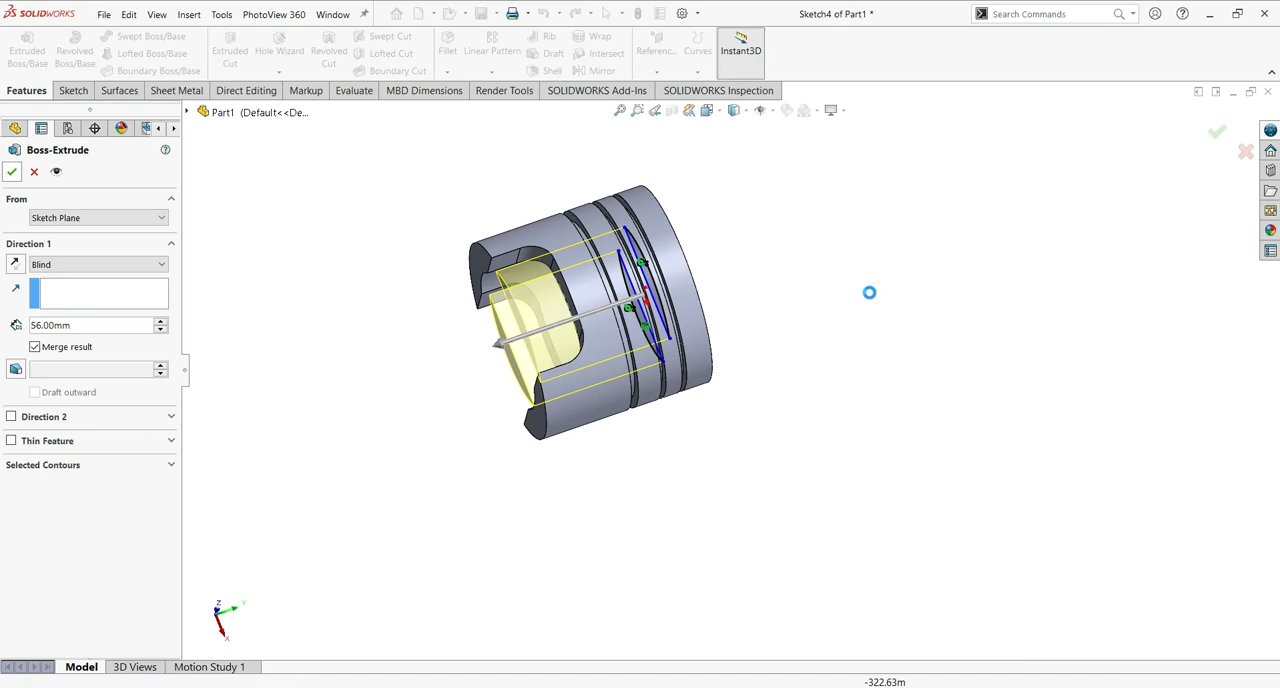 SOLIDWORKS File Edit View Insert Tools PhotoView 360 Window Sketch4 of Part1 * Search Commands
Extruded Boss/Base
Revolved Boss/Base
Swept Boss/Base
Lofted Boss/Base
Boundary Boss/Base
Extruded Cut
Hole Wizard
Revolved Cut
Swept Cut
Lofted Cut
Boundary Cut
Fillet
Linear Pattern
Rib
Draft
Shell
Wrap
Intersect
Mirror
Referenc...
Curves
Instant3D
Features Sketch Surfaces Sheet Metal Direct Editing Markup Evaluate MBD Dimensions Render Tools SOLIDWORKS Add-Ins SOLIDWORKS Inspection
Part1 (Default<<De...
Boss-Extrude
From
Sketch Plane
Direction 1
Blind
56.00mm
Merge result
Draft outward
Direction 2
Thin Feature
Selected Contours
Z
Y
X
Model 3D Views Motion Study 1
-322.63m